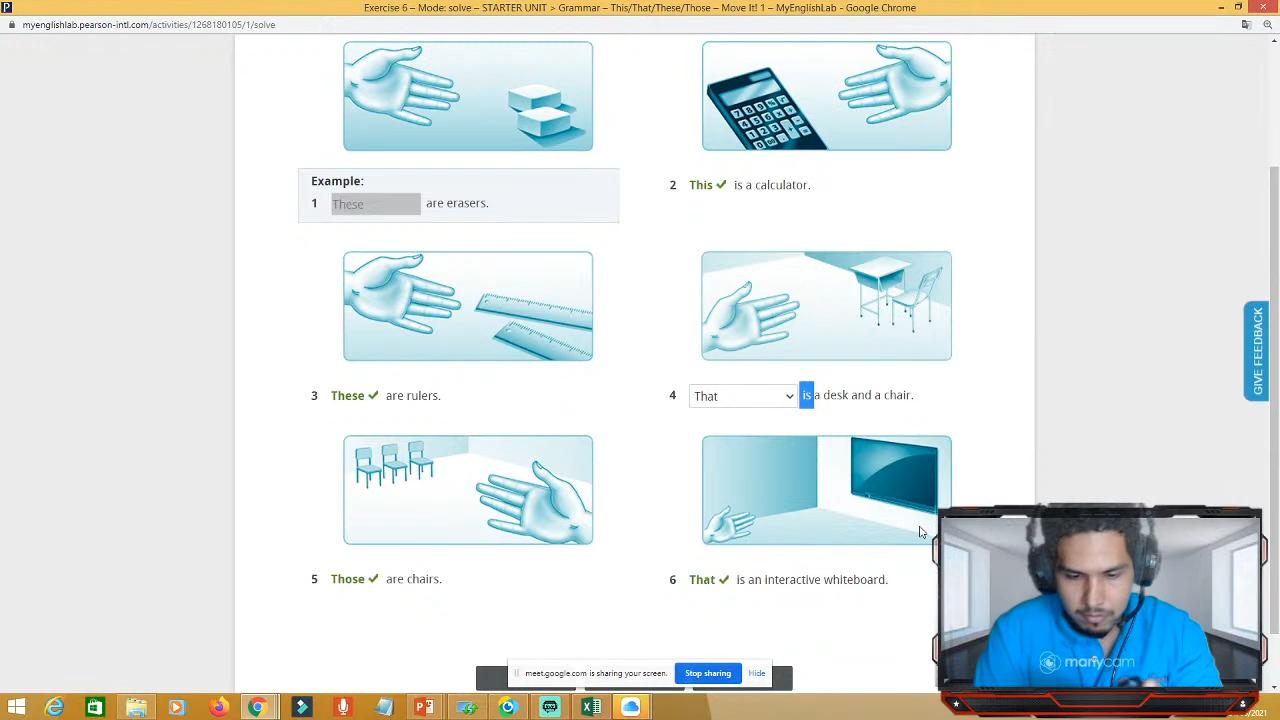 Exercise 6 – Mode: solve – STARTER UNIT > Grammar – This/That/These/Those – Move It! 1 – MyEnglishLab - Google Chrome
myenglishlab.pearson-intl.com/activities/1268180105/1/solve
Example:
1 These are erasers.
2 This is a calculator.
3 These are rulers.
4 That is a desk and a chair.
5 Those are chairs.
6 That is an interactive whiteboard.
GIVE FEEDBACK
manycam
meet.google.com is sharing your screen. Stop sharing Hide